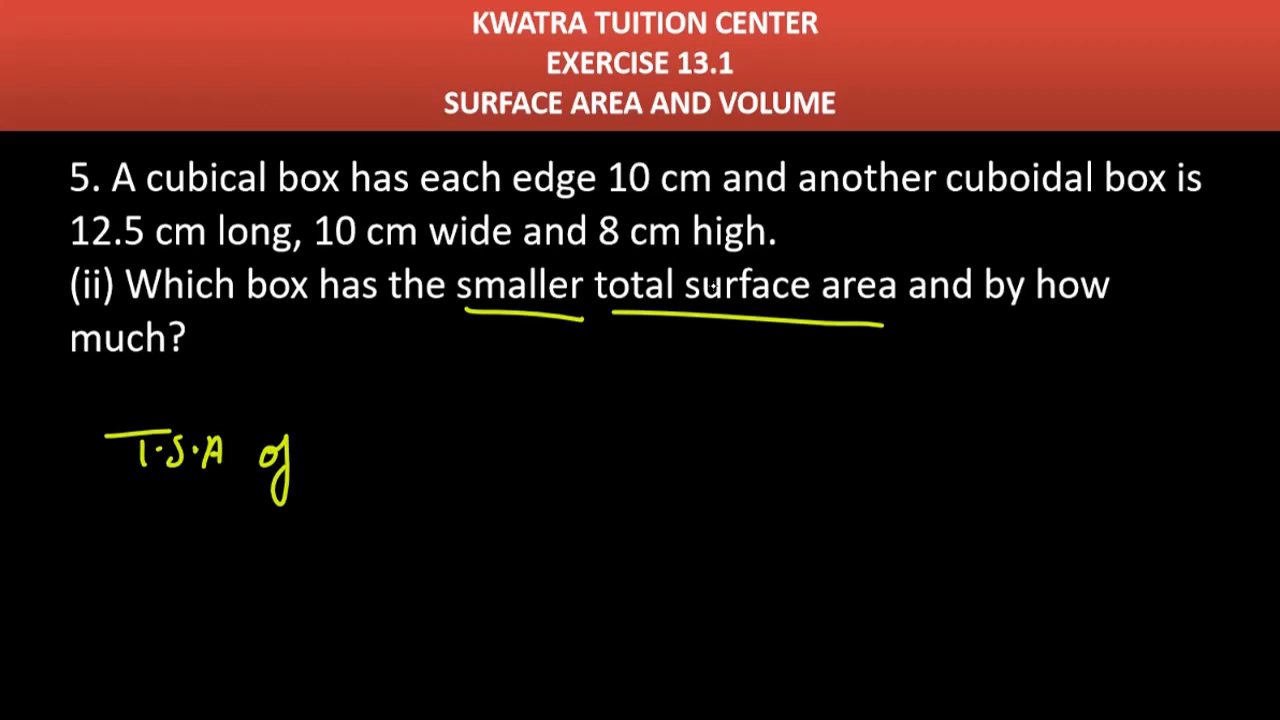 KWATRA TUITION CENTER
EXERCISE 13.1
SURFACE AREA AND VOLUME
5. A cubical box has each edge 10 cm and another cuboidal box is
12.5 cm long, 10 cm wide and 8 cm high.
(ii) Which box has the smaller total surface area and by how
much?
T.S.A of